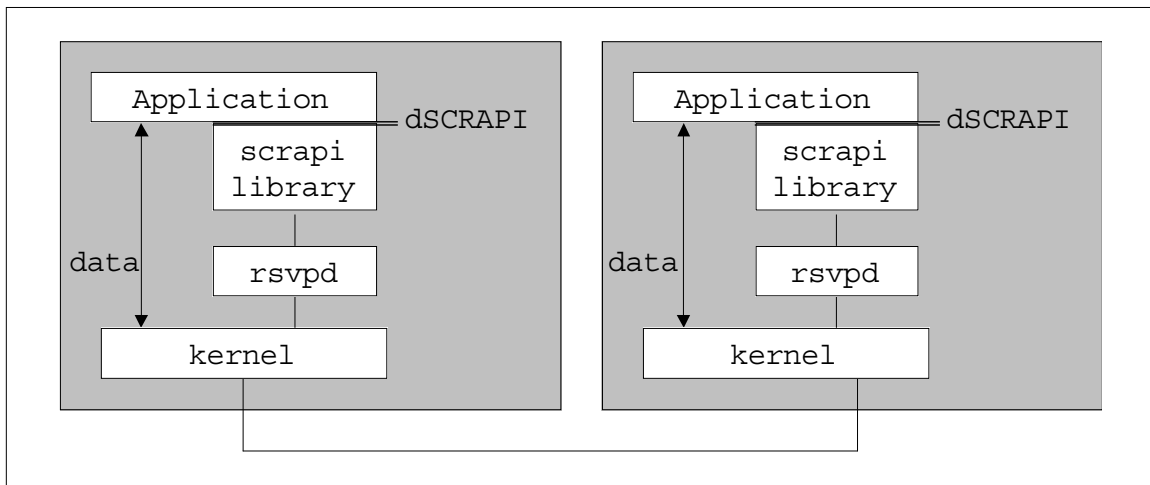 Application
dSCRAPI
scrapi
library
data
rsvpd
kernel
Application
dSCRAPI
scrapi
library
data
rsvpd
kernel